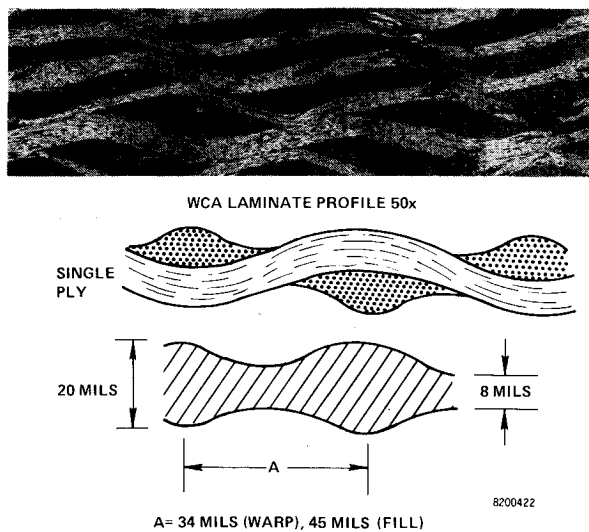 WCA LAMINATE PROFILE 50x
SINGLE
PLY
20 MILS
8 MILS
A
8200422
A= 34 MILS (WARP), 45 MILS (FILL)